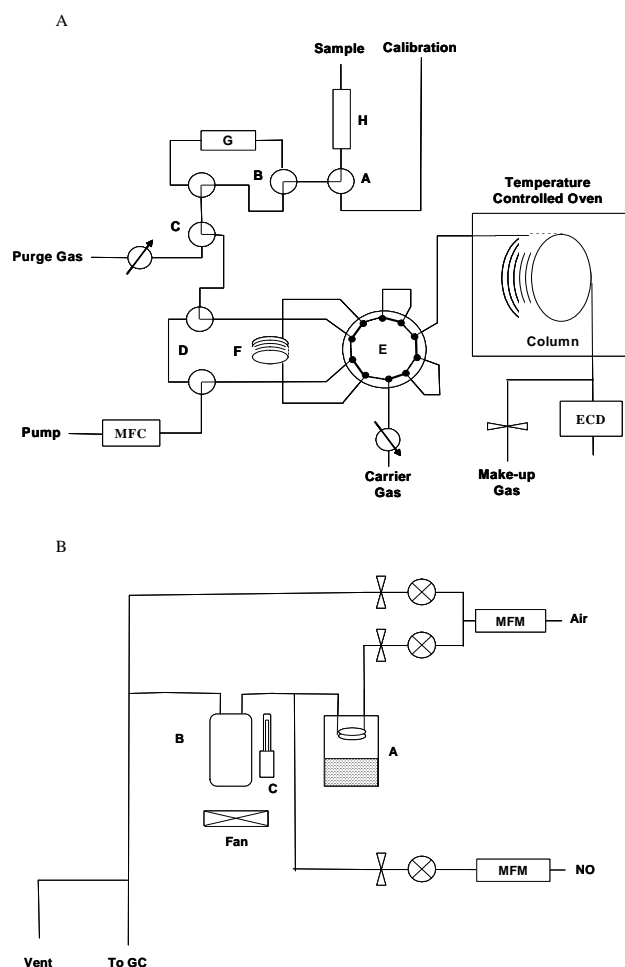 A
Sample
Calibration
H
G
B
A
Temperature
Controlled Oven
C
Purge Gas
D
F
E
Column
Pump
MFC
ECD
Carrier
Gas
Make-up
Gas
B
MFM
Air
B
A
C
Fan
MFM
NO
Vent
To GC